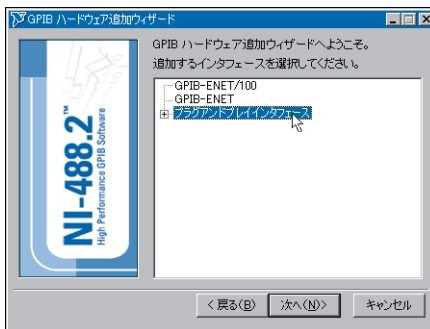 GPIB ハードウェア追加ウィザード
NI-488.2™
High Performance GPIB Software
GPIB ハードウェア追加ウィザードへようこそ。
追加するインタフェースを選択してください。
GPIB-ENET/100
GPIB-ENET
プラグアンドプレイインタフェース
< 戻る(B)
次へ(N)>
キャンセル